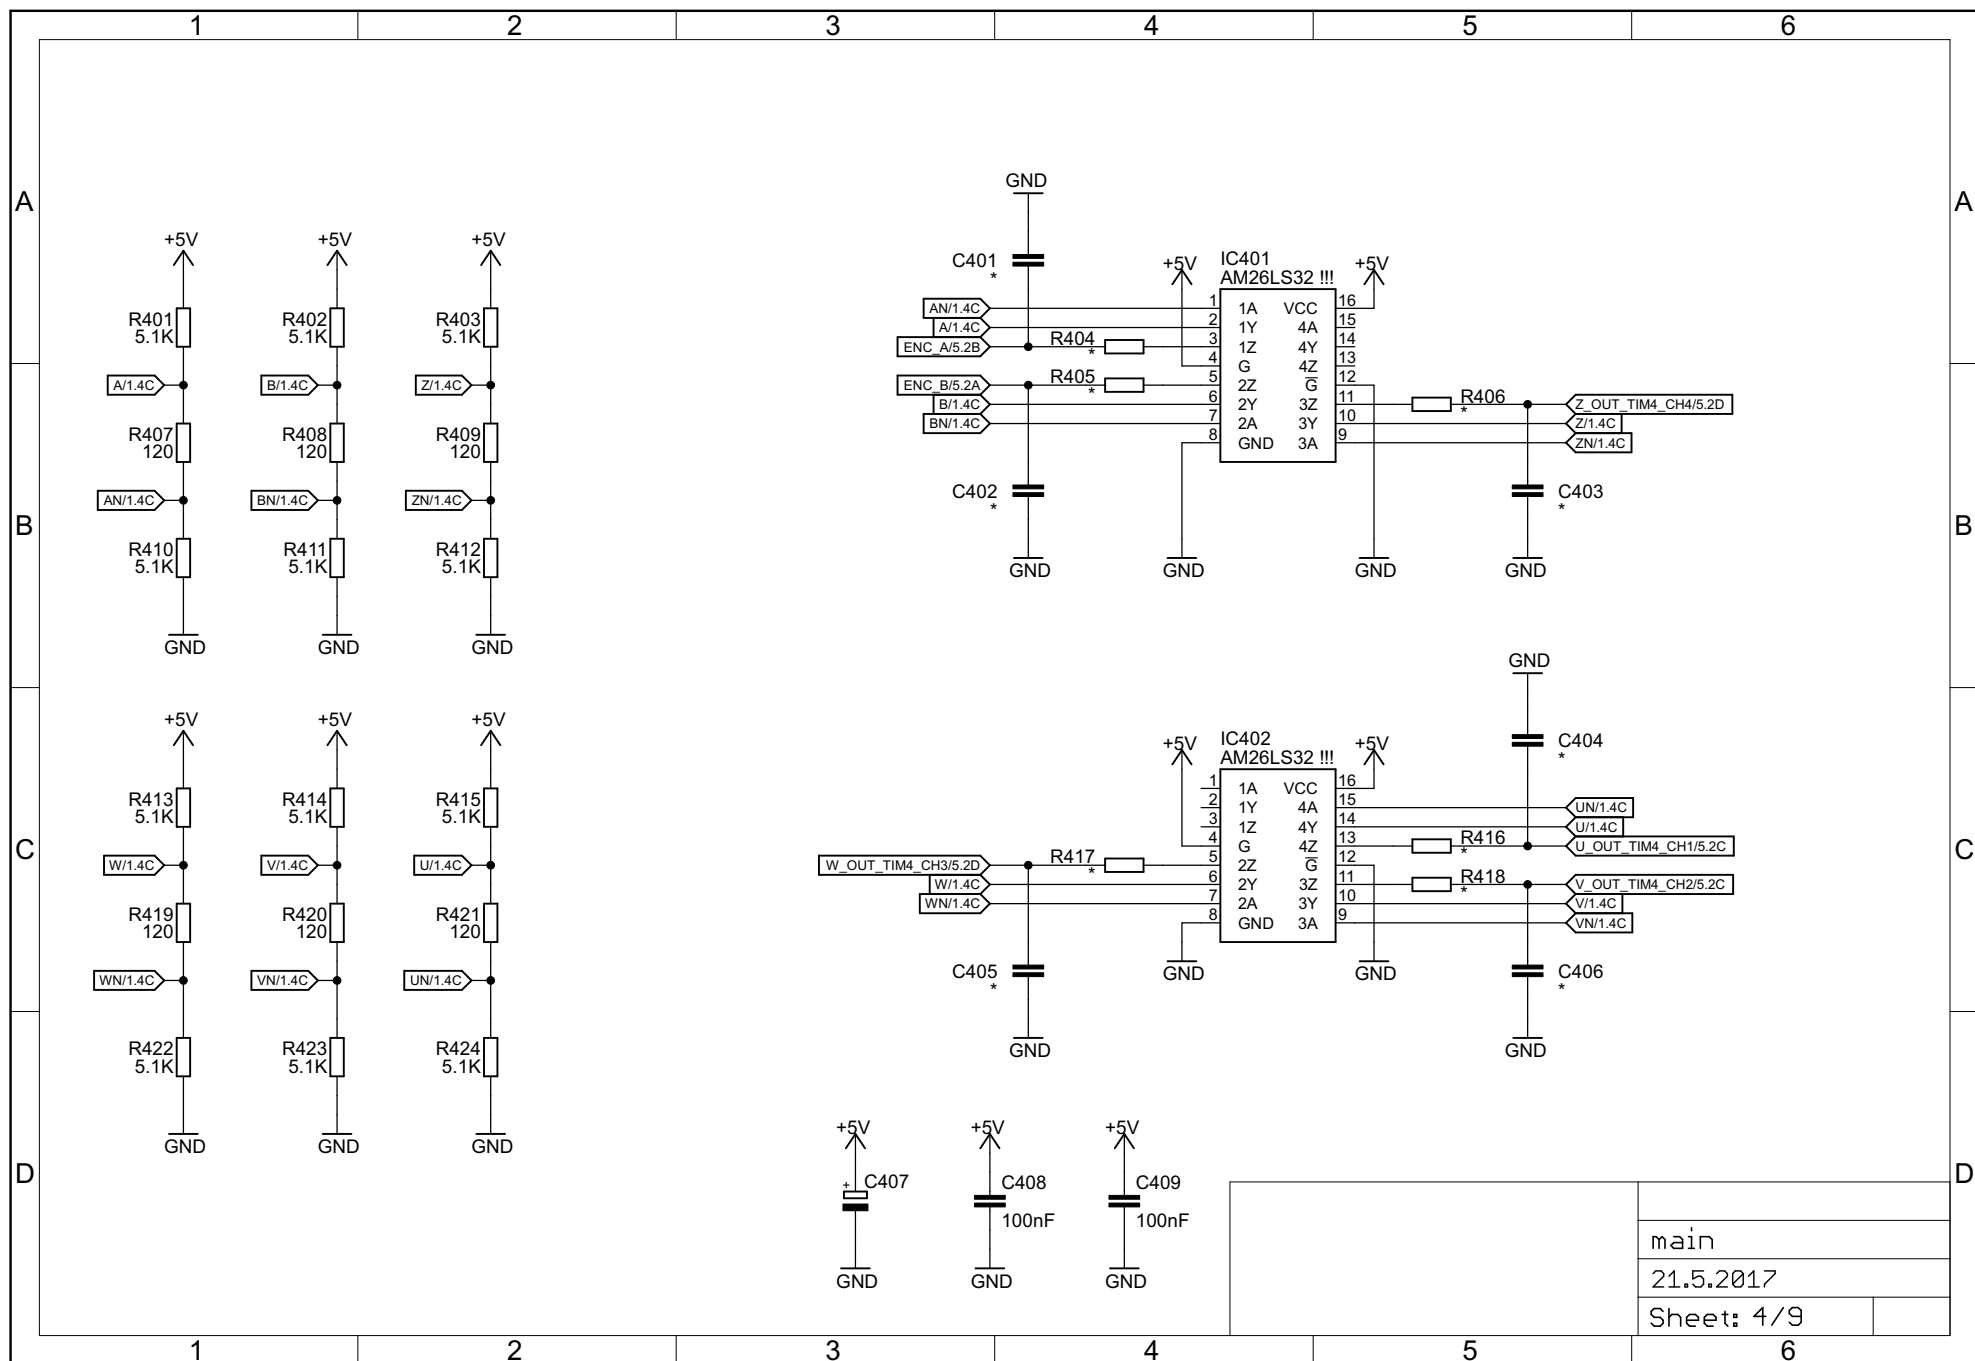 1 2 3 4 5 6
A A
B B
C C
D D
+5V +5V +5V
R401 5.1K
R402 5.1K
R403 5.1K
A/1.4C
B/1.4C
Z/1.4C
R407 120
R408 120
R409 120
AN/1.4C
BN/1.4C
ZN/1.4C
R410 5.1K
R411 5.1K
R412 5.1K
GND GND GND
+5V +5V +5V
R413 5.1K
R414 5.1K
R415 5.1K
W/1.4C
V/1.4C
U/1.4C
R419 120
R420 120
R421 120
WN/1.4C
VN/1.4C
UN/1.4C
R422 5.1K
R423 5.1K
R424 5.1K
GND GND GND
GND
C401
*
+5V
IC401
AM26LS32 !!!
+5V
AN/1.4C
A/1.4C
ENC_A/5.2B
R404
*
ENC_B/5.2A
R405
*
B/1.4C
BN/1.4C
1 1A VCC 16
2 1Y 4A 15
3 1Z 4Y 14
4 G 4Z 13
5 2Z G 12
6 2Y 3Z 11
7 2A 3Y 10
8 GND 3A 9
R406
*
Z_OUT_TIM4_CH4/5.2D
Z/1.4C
ZN/1.4C
C402
*
C403
*
GND GND GND GND
GND
C404
*
+5V
IC402
AM26LS32 !!!
+5V
1 1A VCC 16
2 1Y 4A 15
3 1Z 4Y 14
4 G 4Z 13
5 2Z G 12
6 2Y 3Z 11
7 2A 3Y 10
8 GND 3A 9
UN/1.4C
U/1.4C
R416
*
U_OUT_TIM4_CH1/5.2C
W_OUT_TIM4_CH3/5.2D
R417
*
W/1.4C
WN/1.4C
R418
*
V_OUT_TIM4_CH2/5.2C
V/1.4C
VN/1.4C
C405
*
GND GND
C406
*
GND GND
+5V +5V +5V
+ C407
C408
100nF
C409
100nF
GND GND GND
main
21.5.2017
Sheet: 4/9
1 2 3 4 5 6